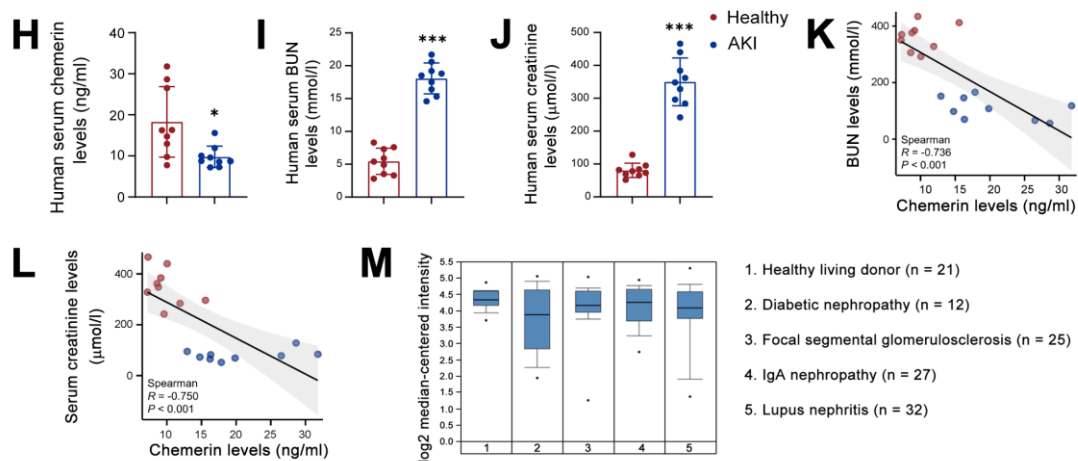 H
Human serum chemerin
levels (ng/ml)
40
30
20
10
0
*
I
Human serum BUN
levels (mmol/l)
25
20
15
10
5
0
***
J
Human serum creatinine
levels (μmol/l)
500
400
300
200
100
0
***
Healthy
AKI
K
BUN levels (mmol/l)
400
200
0
Spearman
R = -0.736
P < 0.001
10 15 20 25 30
Chemerin levels (ng/ml)
L
Serum creatinine levels
(μmol/l)
400
200
0
Spearman
R = -0.750
P < 0.001
10 15 20 25 30
Chemerin levels (ng/ml)
M
log2 median-centered intensity
5.5
5.0
4.5
4.0
3.5
3.0
2.5
2.0
1.5
1.0
0.5
0.0
1 2 3 4 5
1. Healthy living donor (n = 21)
2. Diabetic nephropathy (n = 12)
3. Focal segmental glomerulosclerosis (n = 25)
4. IgA nephropathy (n = 27)
5. Lupus nephritis (n = 32)